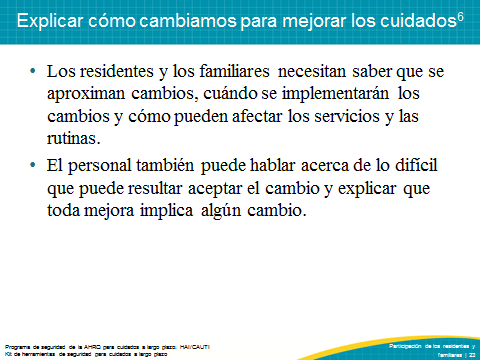 Explicar cómo cambiamos para mejorar los cuidados6
• Los residentes y los familiares necesitan saber que se
aproximan cambios, cuándo se implementarán los
cambios y cómo pueden afectar los servicios y las
rutinas.
• El personal también puede hablar acerca de lo difícil
que puede resultar aceptar el cambio y explicar que
toda mejora implica algún cambio.
Programa de seguridad de la AHRQ para cuidados a largo plazo: HAI/CAUTI
Kit de herramientas de seguridad para cuidados a largo plazo
Participación de los residentes y
familiares | 23